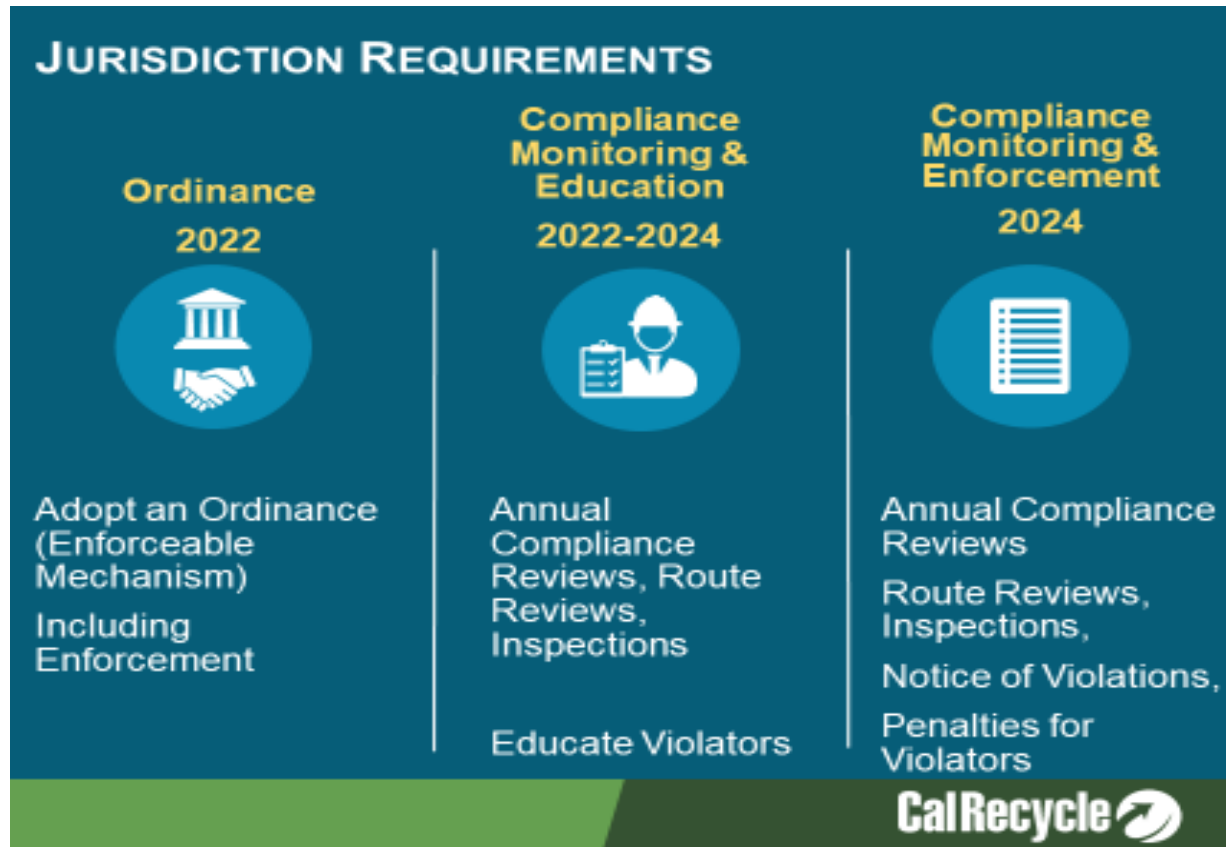 JURISDICTION REQUIREMENTS
Ordinance
2022
Adopt an Ordinance
(Enforceable
Mechanism)
Including
Enforcement
Compliance
Monitoring &
Education
2022-2024
Annual
Compliance
Reviews, Route
Reviews,
Inspections
Educate Violators
Compliance
Monitoring &
Enforcement
2024
Annual Compliance
Reviews
Route Reviews,
Inspections,
Notice of Violations,
Penalties for
Violators
CalRecycle